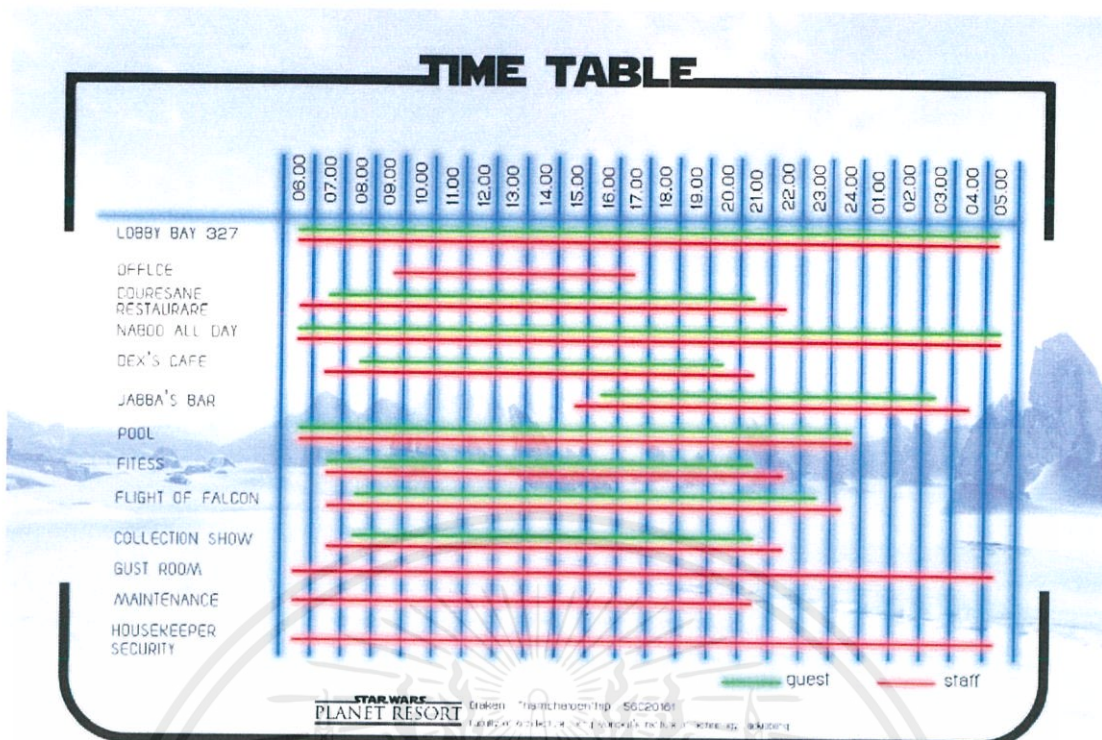 TIME TABLE
06.00 07.00 08.00 09.00 10.00 11.00 12.00 13.00 14.00 15.00 16.00 17.00 18.00 19.00 20.00 21.00 22.00 23.00 24.00 01.00 02.00 03.00 04.00 05.00
LOBBY BAY 327
OFFLCE
COURESANE
RESTAURARE
NABOO ALL DAY
DEX'S CAFE
JABBA'S BAR
POOL
FITESS
FLIGHT OF FALCON
COLLECTION SHOW
GUST ROOM
MAINTENANCE
HOUSEKEEPER
SECURITY
guest staff
STAR WARS
PLANET RESORT